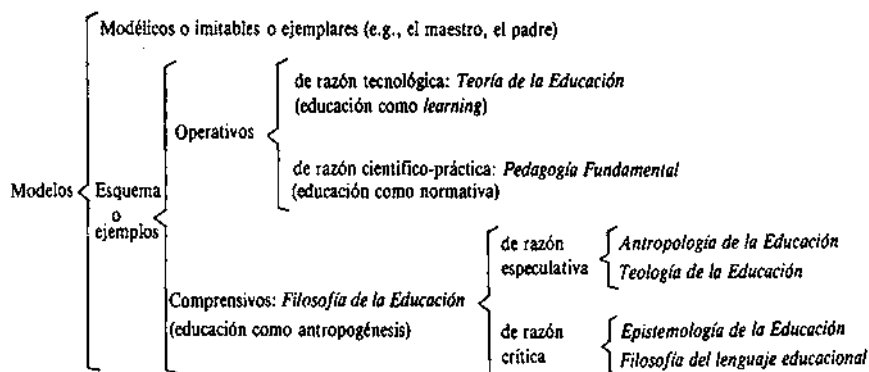 Modélicos o imitables o ejemplares (e.g., el maestro, el padre)
de razón tecnológica: Teoría de la Educación
(educación como learning)
Operativos
de razón científico-práctica: Pedagogía Fundamental
(educación como normativa)
Modelos
Esquema
o
ejemplos
de razón
especulativa
Antropología de la Educación
Teología de la Educación
Comprensivos: Filosofía de la Educación
(educación como antropogénesis)
de razón
crítica
Epistemología de la Educación
Filosofía del lenguaje educacional